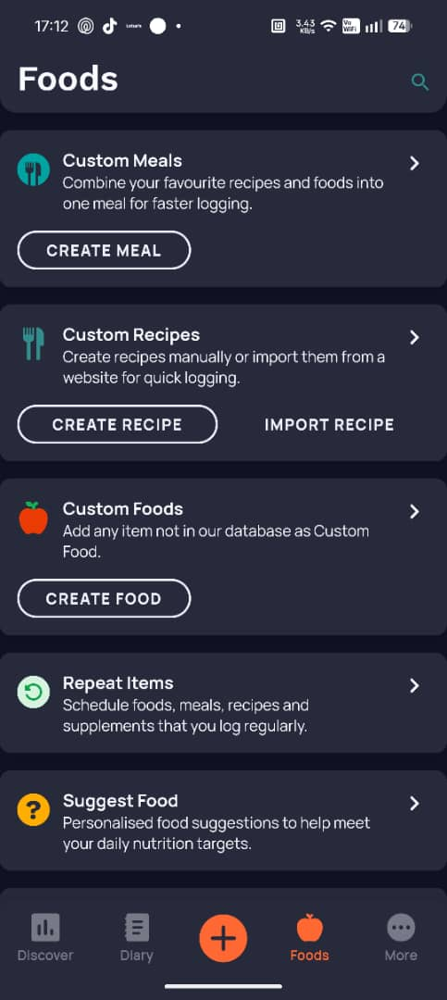 17:12
3.43
KB/s
Vo
WiFi
74
Foods
Custom Meals
Combine your favourite recipes and foods into
one meal for faster logging.
CREATE MEAL
Custom Recipes
Create recipes manually or import them from a
website for quick logging.
CREATE RECIPE IMPORT RECIPE
Custom Foods
Add any item not in our database as Custom
Food.
CREATE FOOD
Repeat Items
Schedule foods, meals, recipes and
supplements that you log regularly.
Suggest Food
Personalised food suggestions to help meet
your daily nutrition targets.
Discover Diary Foods More